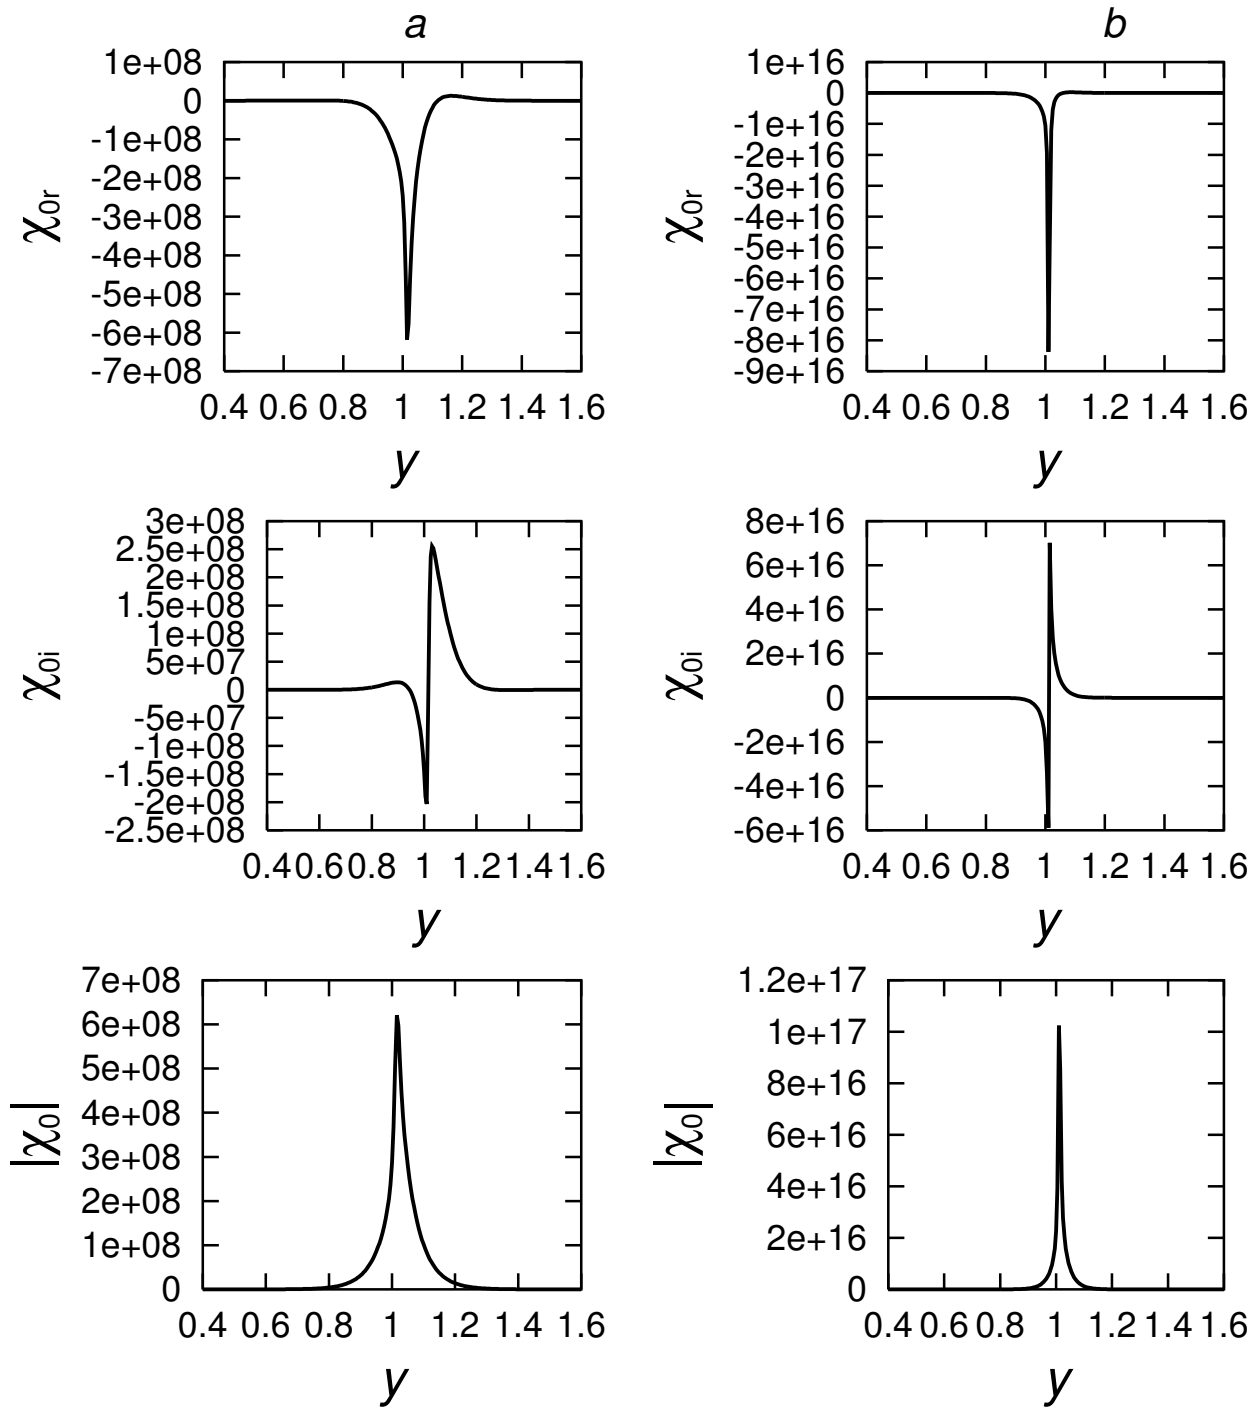 a
1e+08
0
-1e+08
-2e+08
-3e+08
-4e+08
-5e+08
-6e+08
-7e+08
χ0r
0.4 0.6 0.8 1 1.2 1.4 1.6
y
b
1e+16
0
-1e+16
-2e+16
-3e+16
-4e+16
-5e+16
-6e+16
-7e+16
-8e+16
-9e+16
χ0r
0.4 0.6 0.8 1 1.2 1.4 1.6
y
3e+08
2.5e+08
2e+08
1.5e+08
1e+08
5e+07
0
-5e+07
-1e+08
-1.5e+08
-2e+08
-2.5e+08
χ0i
0.4 0.6 0.8 1 1.2 1.4 1.6
y
8e+16
6e+16
4e+16
2e+16
0
-2e+16
-4e+16
-6e+16
χ0i
0.4 0.6 0.8 1 1.2 1.4 1.6
y
7e+08
6e+08
5e+08
4e+08
3e+08
2e+08
1e+08
0
|χ0|
0.4 0.6 0.8 1 1.2 1.4 1.6
y
1.2e+17
1e+17
8e+16
6e+16
4e+16
2e+16
0
|χ0|
0.4 0.6 0.8 1 1.2 1.4 1.6
y